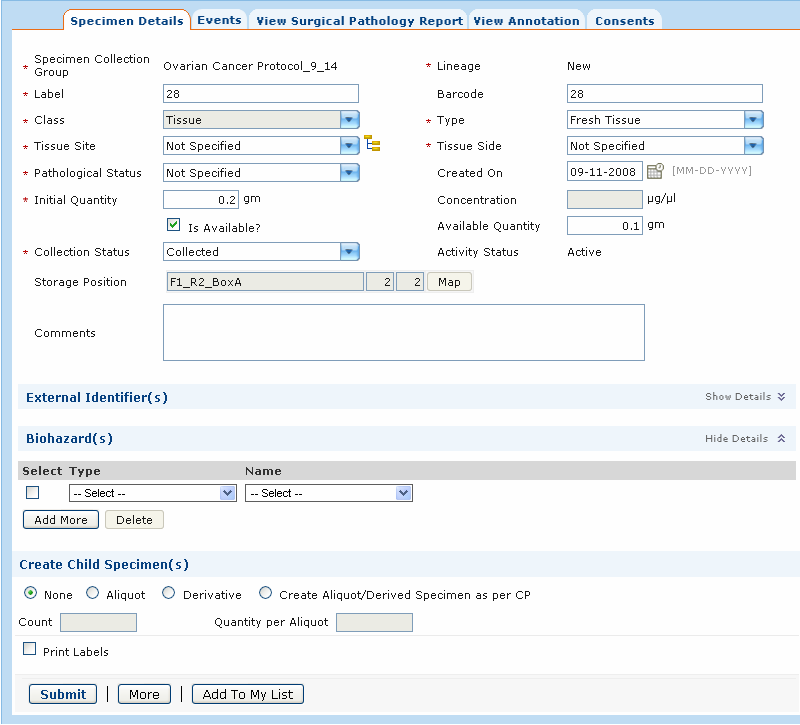 Specimen Details Events View Surgical Pathology Report View Annotation Consents
* Specimen Collection Group Ovarian Cancer Protocol_9_14 * Lineage New
* Label 28 Barcode 28
* Class Tissue * Type Fresh Tissue
* Tissue Site Not Specified * Tissue Side Not Specified
* Pathological Status Not Specified Created On 09-11-2008 [MM-DD-YYYY]
* Initial Quantity 0.2 gm Concentration µg/µl
Is Available? Available Quantity 0.1 gm
* Collection Status Collected Activity Status Active
Storage Position F1_R2_BoxA 2 2 Map
Comments
External Identifier(s) Show Details
Biohazard(s) Hide Details
Select Type Name
-- Select -- -- Select --
Add More Delete
Create Child Specimen(s)
None Aliquot Derivative Create Aliquot/Derived Specimen as per CP
Count Quantity per Aliquot
Print Labels
Submit | More | Add To My List